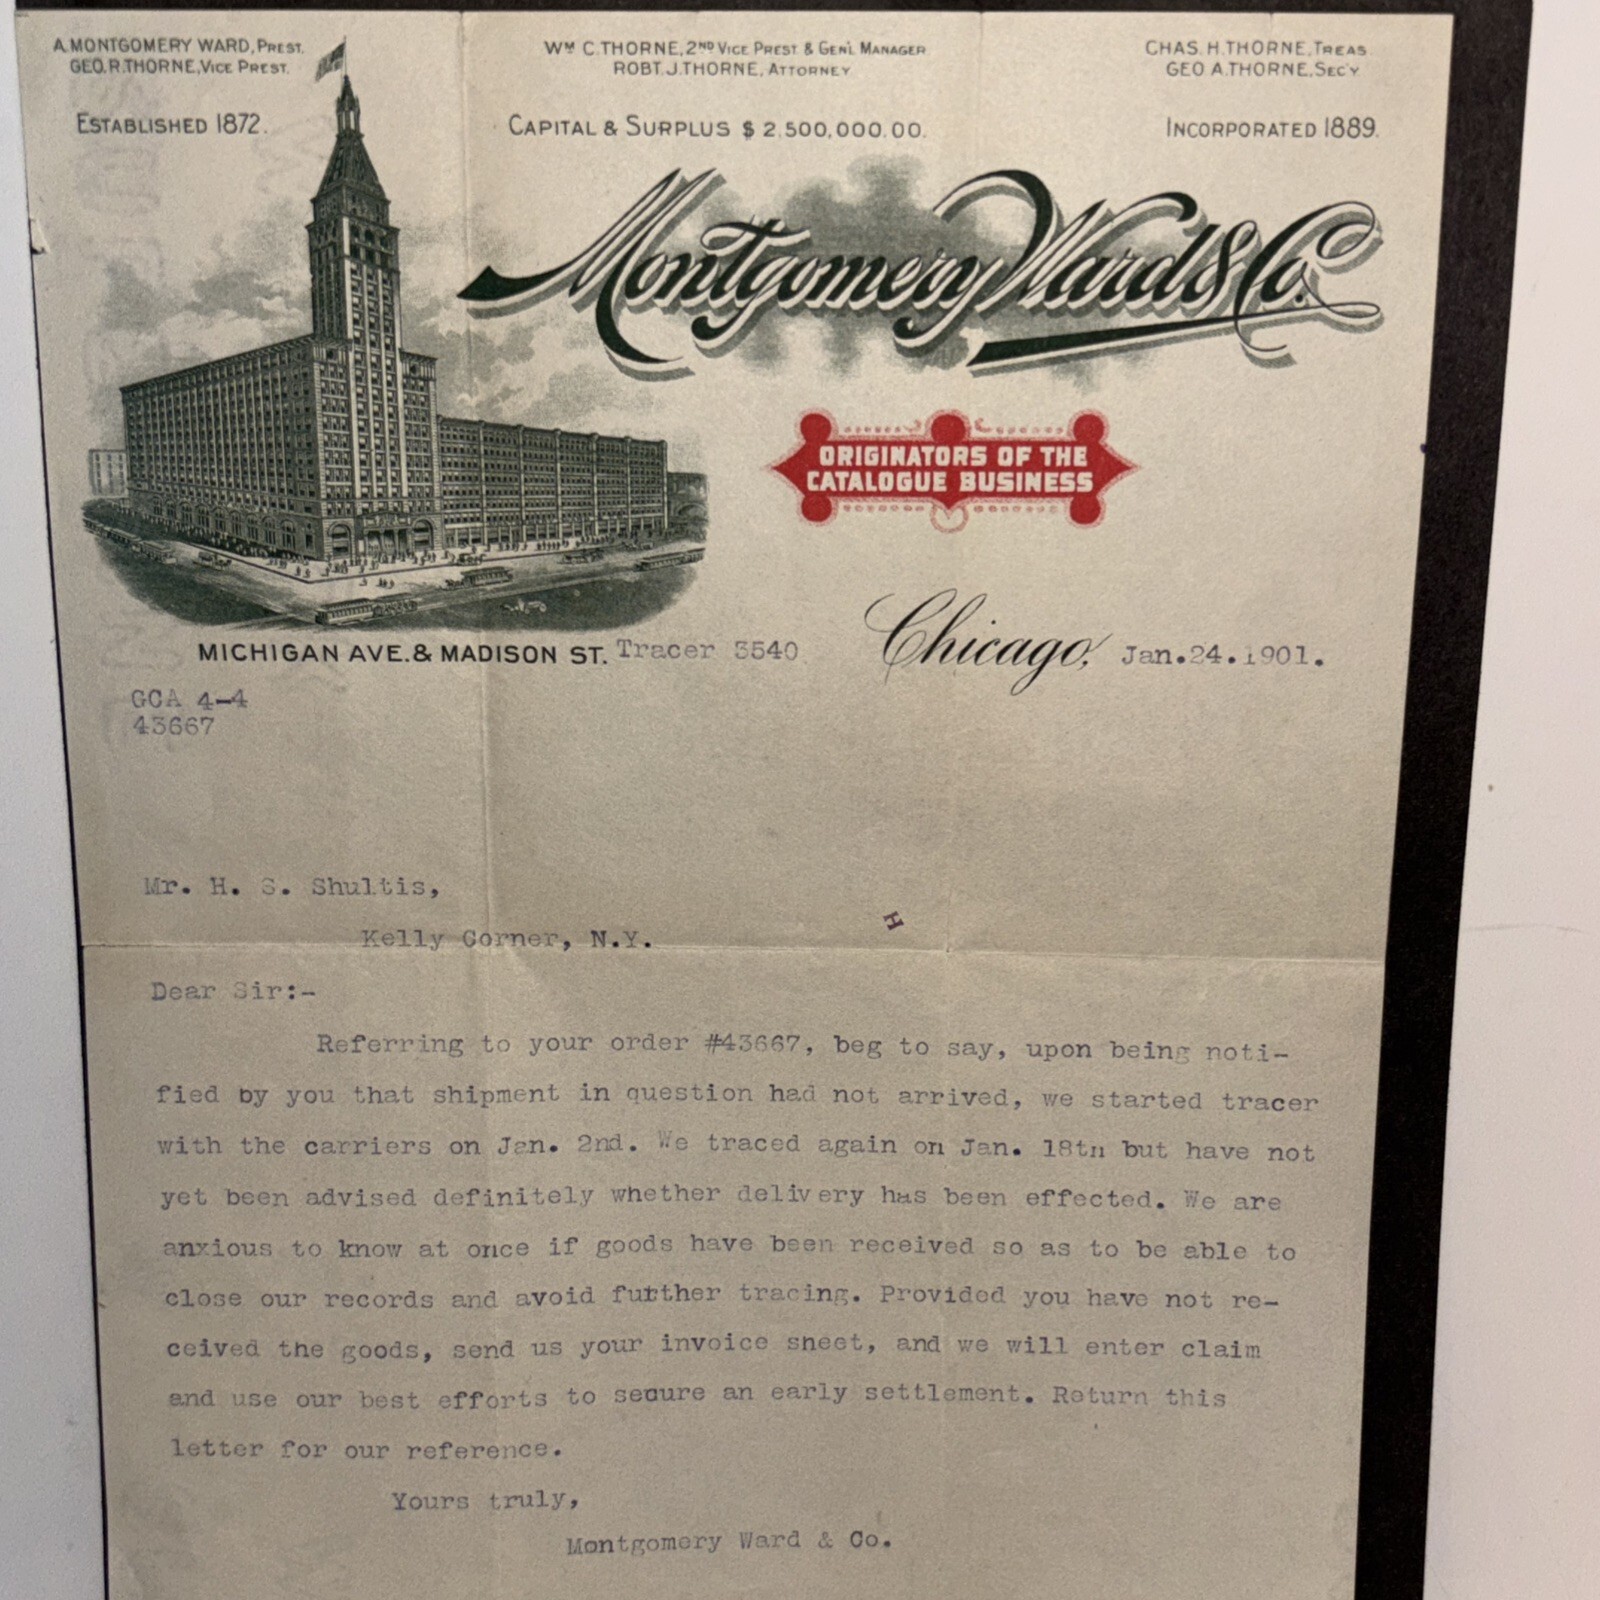 A. MONTGOMERY WARD, PREST.
GEO. R. THORNE, VICE PREST.
WM C. THORNE, 2ND VICE PREST & GEN'L MANAGER
ROBT. J. THORNE, ATTORNEY
CHAS. H. THORNE, TREAS.
GEO A. THORNE, SEC'Y
ESTABLISHED 1872.
CAPITAL & SURPLUS $ 2,500,000.00.
INCORPORATED 1889.
Montgomery Ward & Co.
ORIGINATORS OF THE
CATALOGUE BUSINESS
MICHIGAN AVE. & MADISON ST. Tracer 3540
Chicago, Jan.24.1901.
GCA 4-4
43667
Mr. H. S. Shultis,
H
Kelly Corner, N.Y.
Dear Sir:-
Referring to your order #43667, beg to say, upon being noti-
fied by you that shipment in question had not arrived, we started tracer
with the carriers on Jan. 2nd. We traced again on Jan. 18th but have not
yet been advised definitely whether delivery has been effected. We are
anxious to know at once if goods have been received so as to be able to
close our records and avoid further tracing. Provided you have not re-
ceived the goods, send us your invoice sheet, and we will enter claim
and use our best efforts to secure an early settlement. Return this
letter for our reference.
Yours truly,
Montgomery Ward & Co.